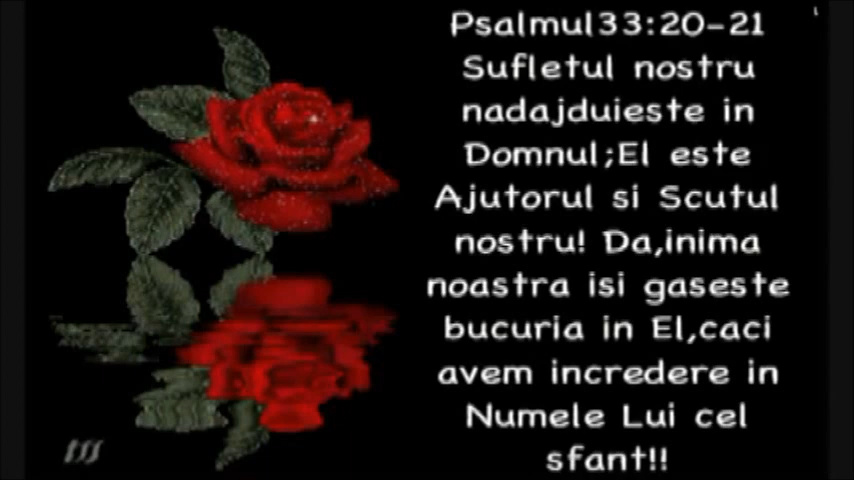 Psalmul33:20-21
Sufletul nostru
nadajduieste in
Domnul;El este
Ajutorul si Scutul
nostru! Da,inima
noastra isi gaseste
bucuria in El,caci
avem incredere in
Numele Lui cel
sfant!!